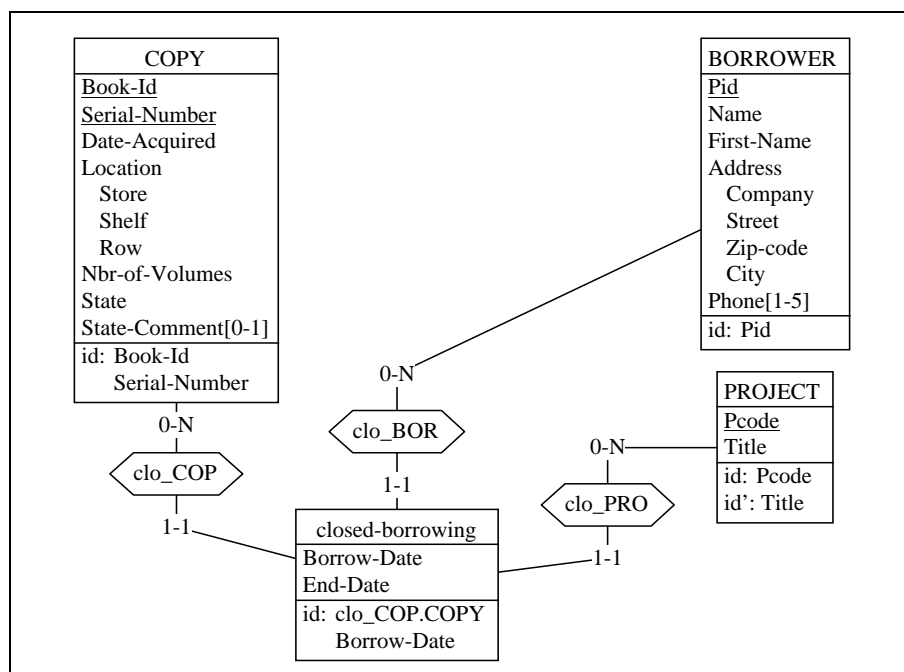 COPY
Book-Id
Serial-Number
Date-Acquired
Location
Store
Shelf
Row
Nbr-of-Volumes
State
State-Comment[0-1]
id: Book-Id
Serial-Number
BORROWER
Pid
Name
First-Name
Address
Company
Street
Zip-code
City
Phone[1-5]
id: Pid
PROJECT
Pcode
Title
id: Pcode
id': Title
0-N
clo_COP
1-1
0-N
clo_BOR
1-1
0-N
clo_PRO
1-1
closed-borrowing
Borrow-Date
End-Date
id: clo_COP.COPY
Borrow-Date